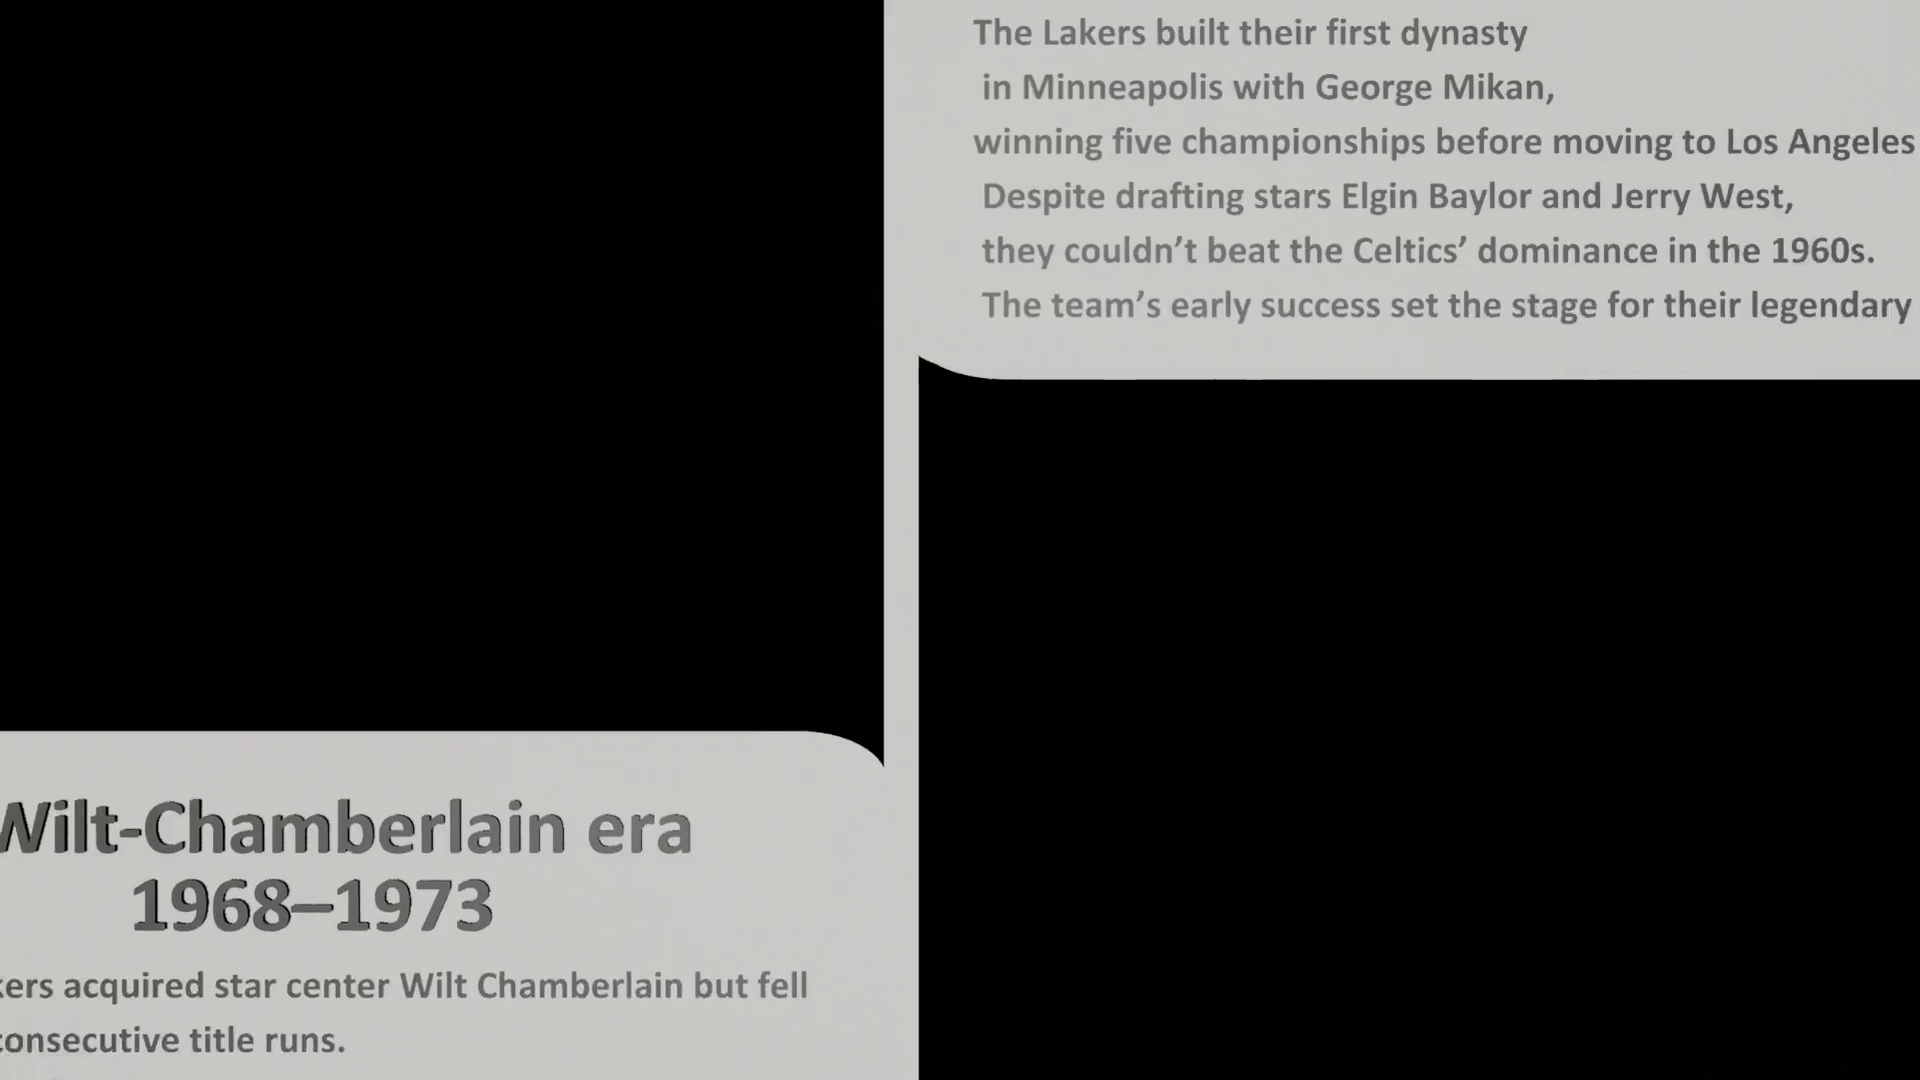 The Lakers built their first dynasty
in Minneapolis with George Mikan,
winning five championships before moving to Los Angeles
Despite drafting stars Elgin Baylor and Jerry West,
they couldn’t beat the Celtics’ dominance in the 1960s.
The team’s early success set the stage for their legendary
Wilt-Chamberlain era
1968–1973
kers acquired star center Wilt Chamberlain but fell
consecutive title runs.